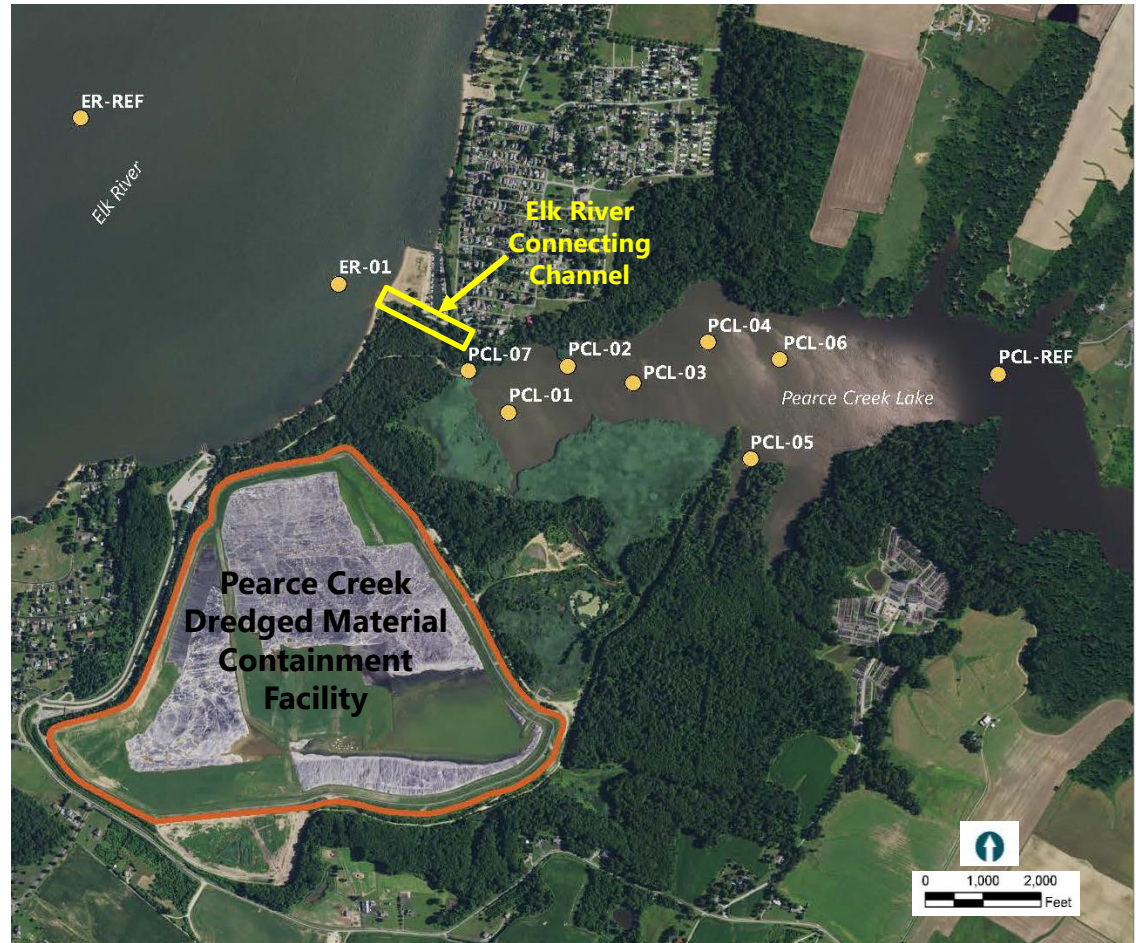 ER-REF
Elk River
Elk River
Connecting
Channel
ER-01
PCL-04
PCL-07
PCL-02
PCL-06
PCL-03
PCL-REF
PCL-01
Pearce Creek Lake
PCL-05
Pearce Creek
Dredged Material
Containment
Facility
0 1,000 2,000
Feet